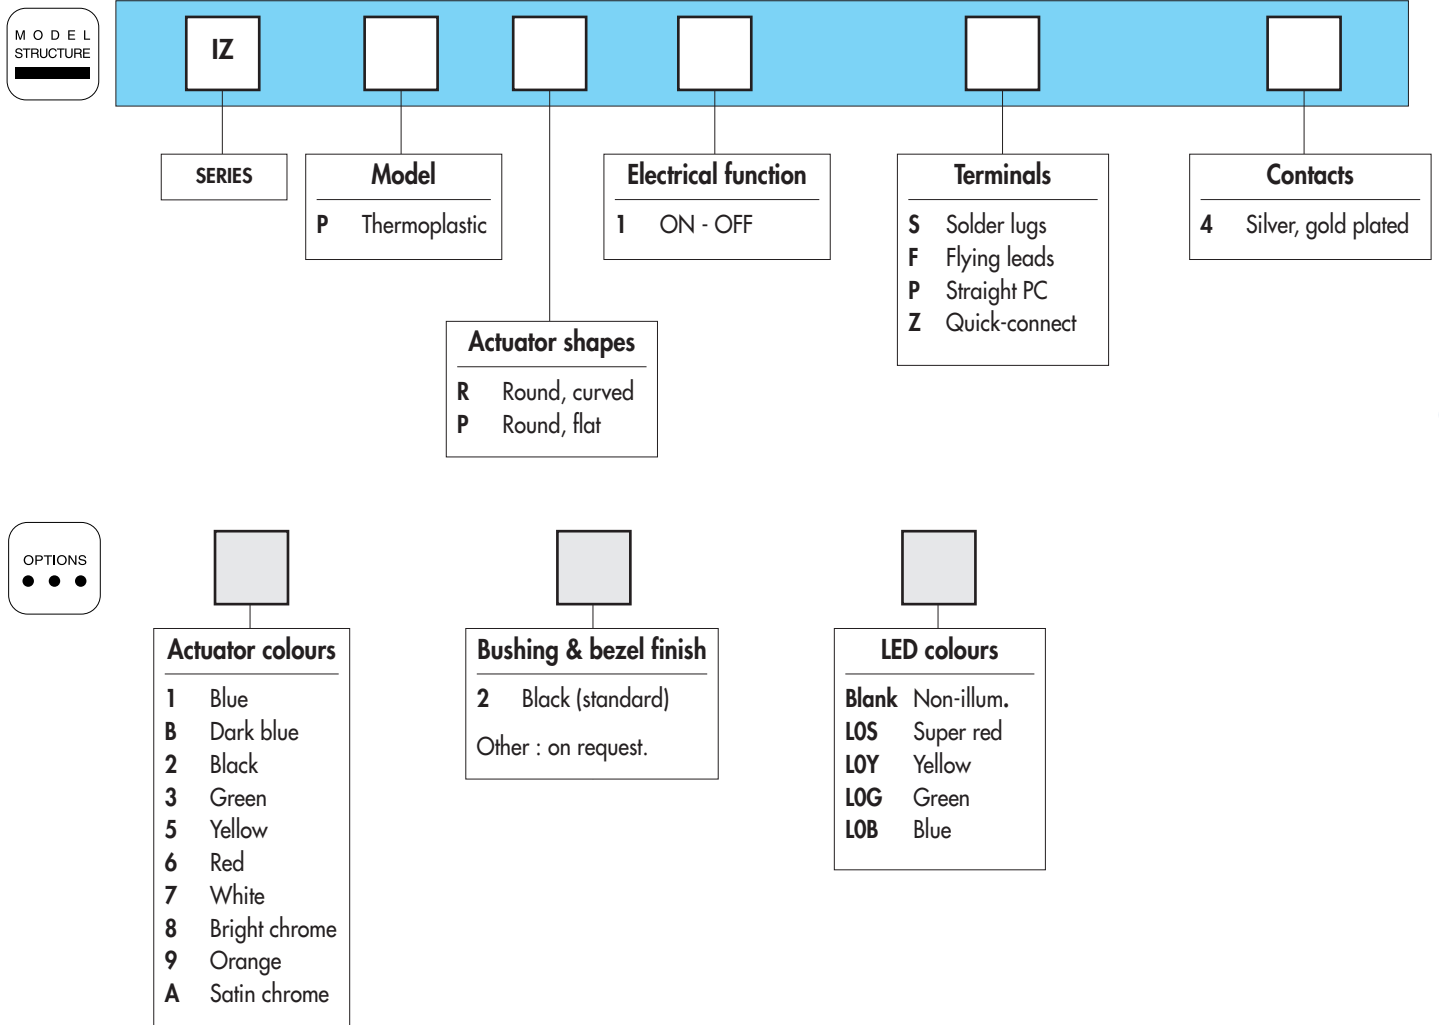 MODEL
STRUCTURE
IZ
SERIES
Model
P Thermoplastic
Actuator shapes
R Round, curved
P Round, flat
Electrical function
1 ON - OFF
Terminals
S Solder lugs
F Flying leads
P Straight PC
Z Quick-connect
Contacts
4 Silver, gold plated
OPTIONS
Actuator colours
1 Blue
B Dark blue
2 Black
3 Green
5 Yellow
6 Red
7 White
8 Bright chrome
9 Orange
A Satin chrome
Bushing & bezel finish
2 Black (standard)
Other : on request.
LED colours
Blank Non-illum.
L0S Super red
L0Y Yellow
L0G Green
L0B Blue